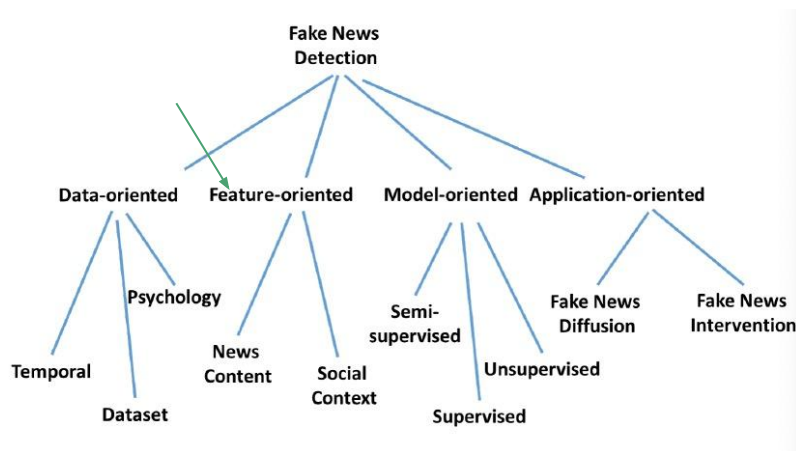 Fake News
Detection
Data-oriented
Feature-oriented
Model-oriented
Application-oriented
Temporal
Dataset
Psychology
News
Content
Social
Context
Semi-
supervised
Supervised
Unsupervised
Fake News
Diffusion
Fake News
Intervention